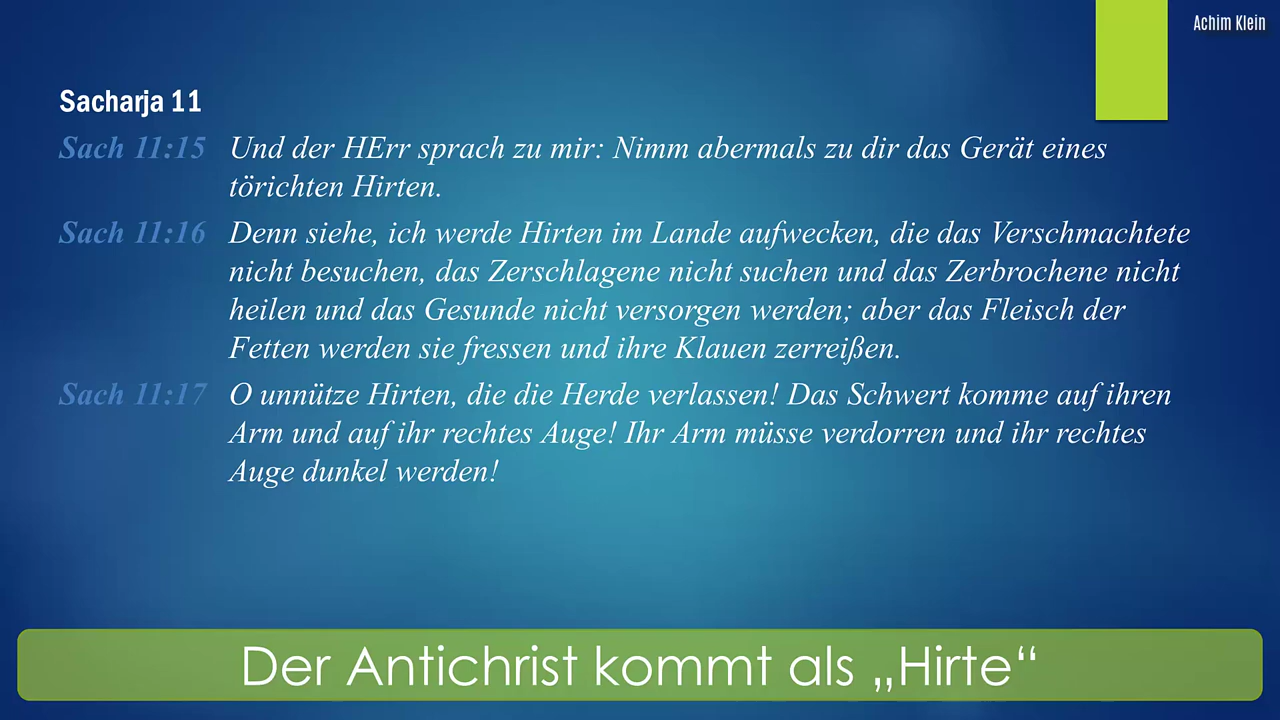 Achim Klein
Sacharja 11
Sach 11:15 Und der HErr sprach zu mir: Nimm abermals zu dir das Gerät eines
törichten Hirten.
Sach 11:16 Denn siehe, ich werde Hirten im Lande aufwecken, die das Verschmachtete
nicht besuchen, das Zerschlagene nicht suchen und das Zerbrochene nicht
heilen und das Gesunde nicht versorgen werden; aber das Fleisch der
Fetten werden sie fressen und ihre Klauen zerreißen.
Sach 11:17 O unnütze Hirten, die die Herde verlassen! Das Schwert komme auf ihren
Arm und auf ihr rechtes Auge! Ihr Arm müsse verdorren und ihr rechtes
Auge dunkel werden!
Der Antichrist kommt als „Hirte“